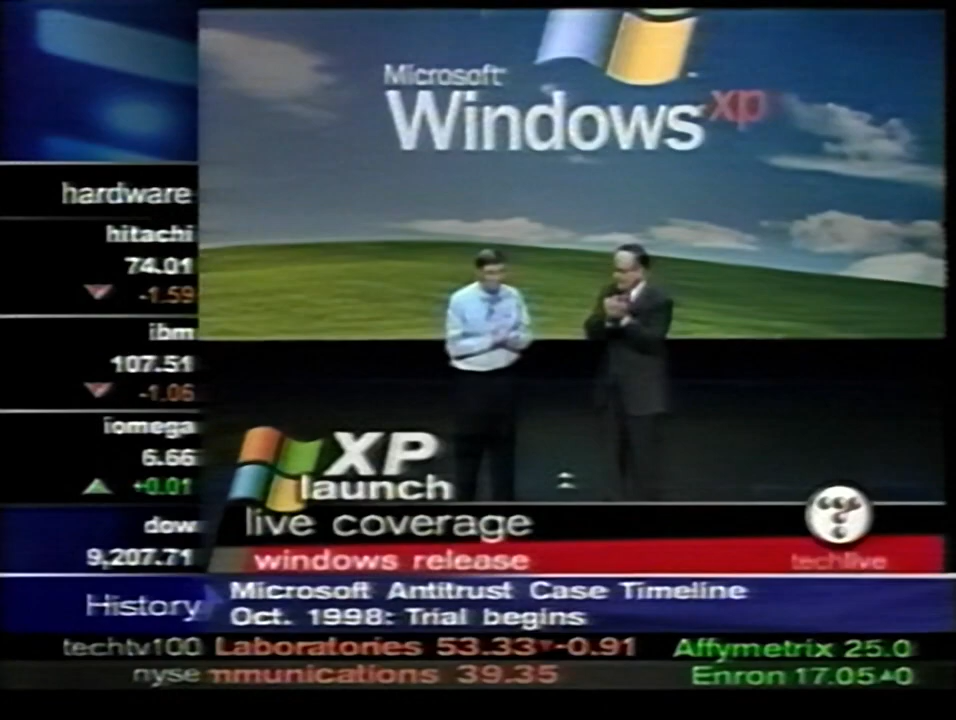 Microsoft
Windows xp
hardware
hitachi
74.01
-1.59
ibm
107.51
-1.06
iomega
6.66
+0.01
dow
9,207.71
XP
launch
live coverage
windows release
techlive
History
Microsoft Antitrust Case Timeline
Oct. 1998: Trial begins
techtv100 Laboratories 53.33 -0.91 Affymetrix 25.0
nyse mmunications 39.35 Enron 17.05 0